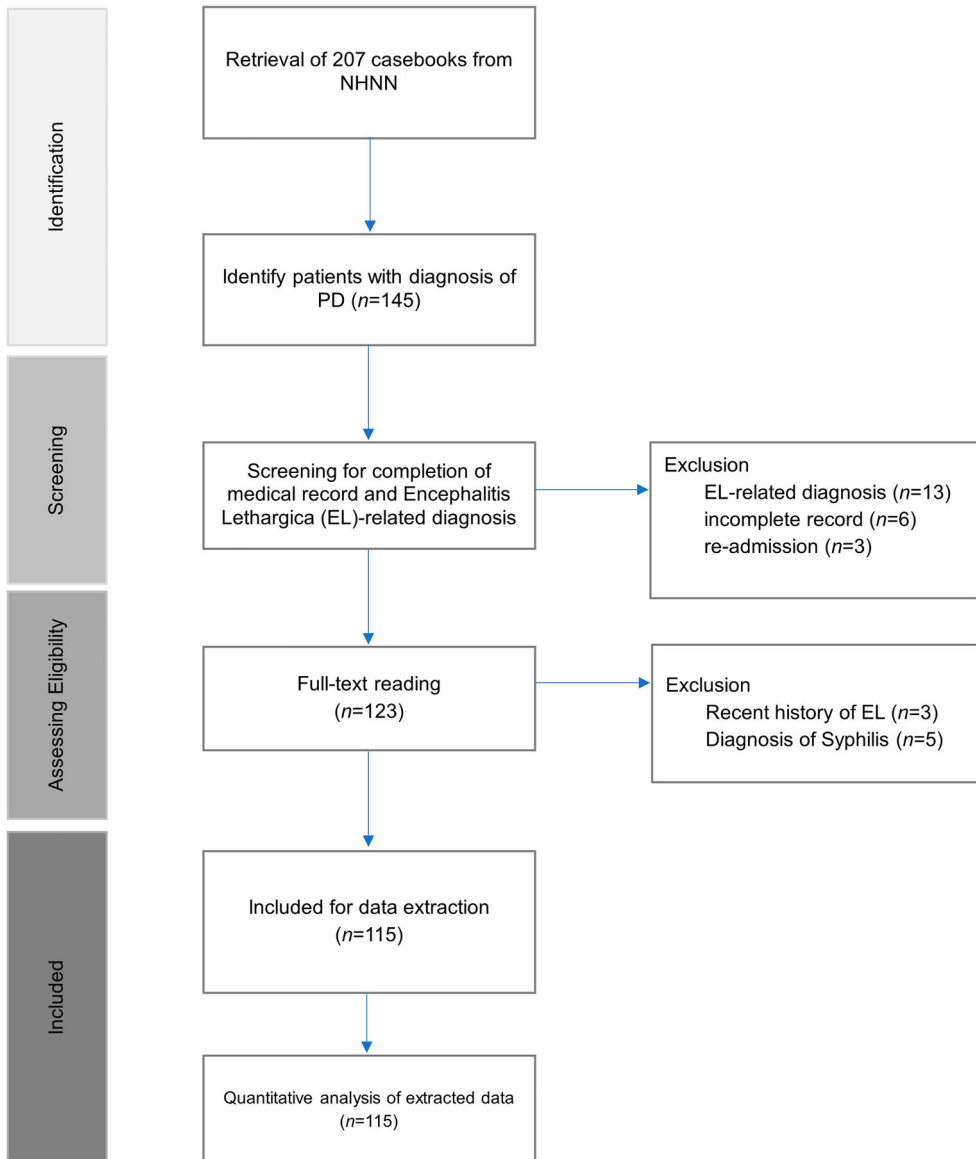 Identification
Retrieval of 207 casebooks from
NHNN
Identify patients with diagnosis of
PD (n=145)
Screening
Screening for completion of
medical record and Encephalitis
Lethargica (EL)-related diagnosis
Exclusion
EL-related diagnosis (n=13)
incomplete record (n=6)
re-admission (n=3)
Assessing Eligibility
Full-text reading
(n=123)
Exclusion
Recent history of EL (n=3)
Diagnosis of Syphilis (n=5)
Included
Included for data extraction
(n=115)
Quantitative analysis of extracted data
(n=115)